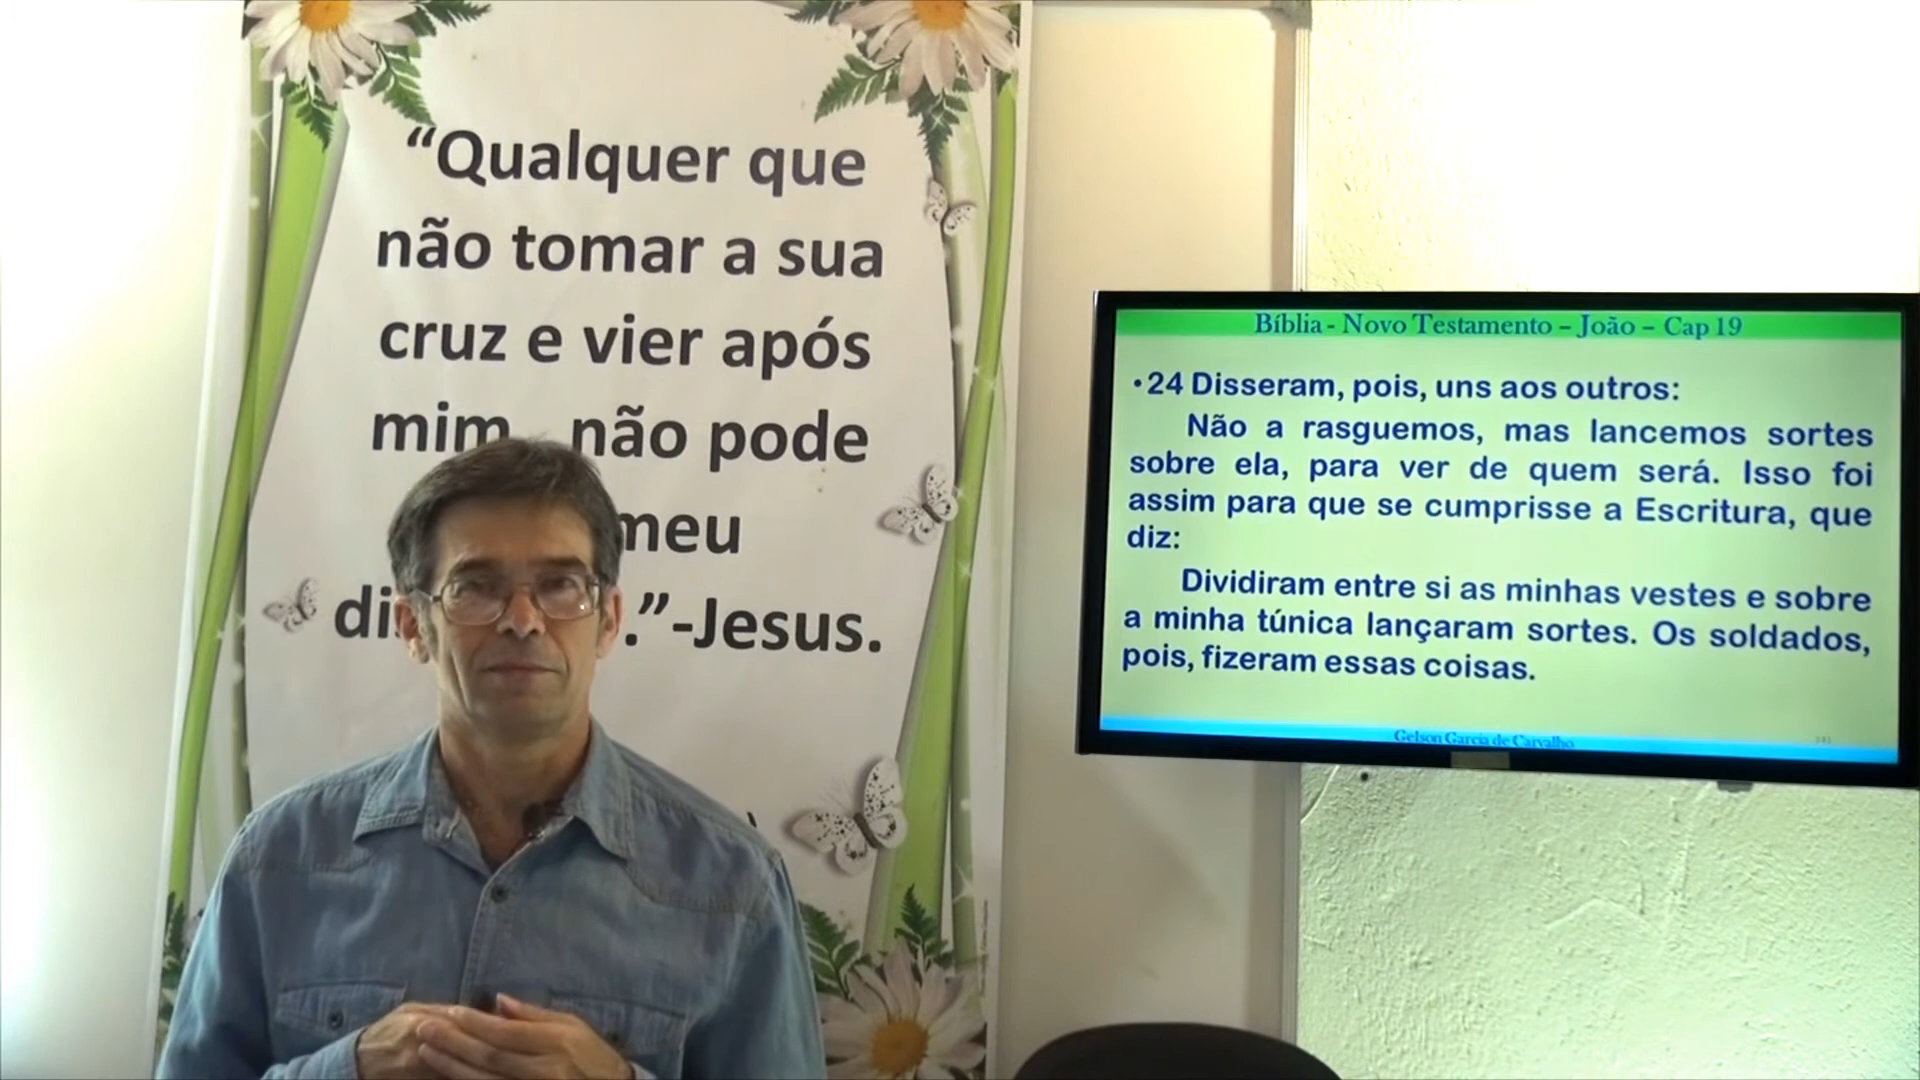 “Qualquer que
não tomar a sua
cruz e vier após
mim não pode
meu
.”-Jesus.
Bíblia - Novo Testamento – João – Cap 19
• 24 Disseram, pois, uns aos outros:
Não a rasguemos, mas lancemos sortes
sobre ela, para ver de quem será. Isso foi
assim para que se cumprisse a Escritura, que
diz:
Dividiram entre si as minhas vestes e sobre
a minha túnica lançaram sortes. Os soldados,
pois, fizeram essas coisas.
Gelson Garcia de Carvalho